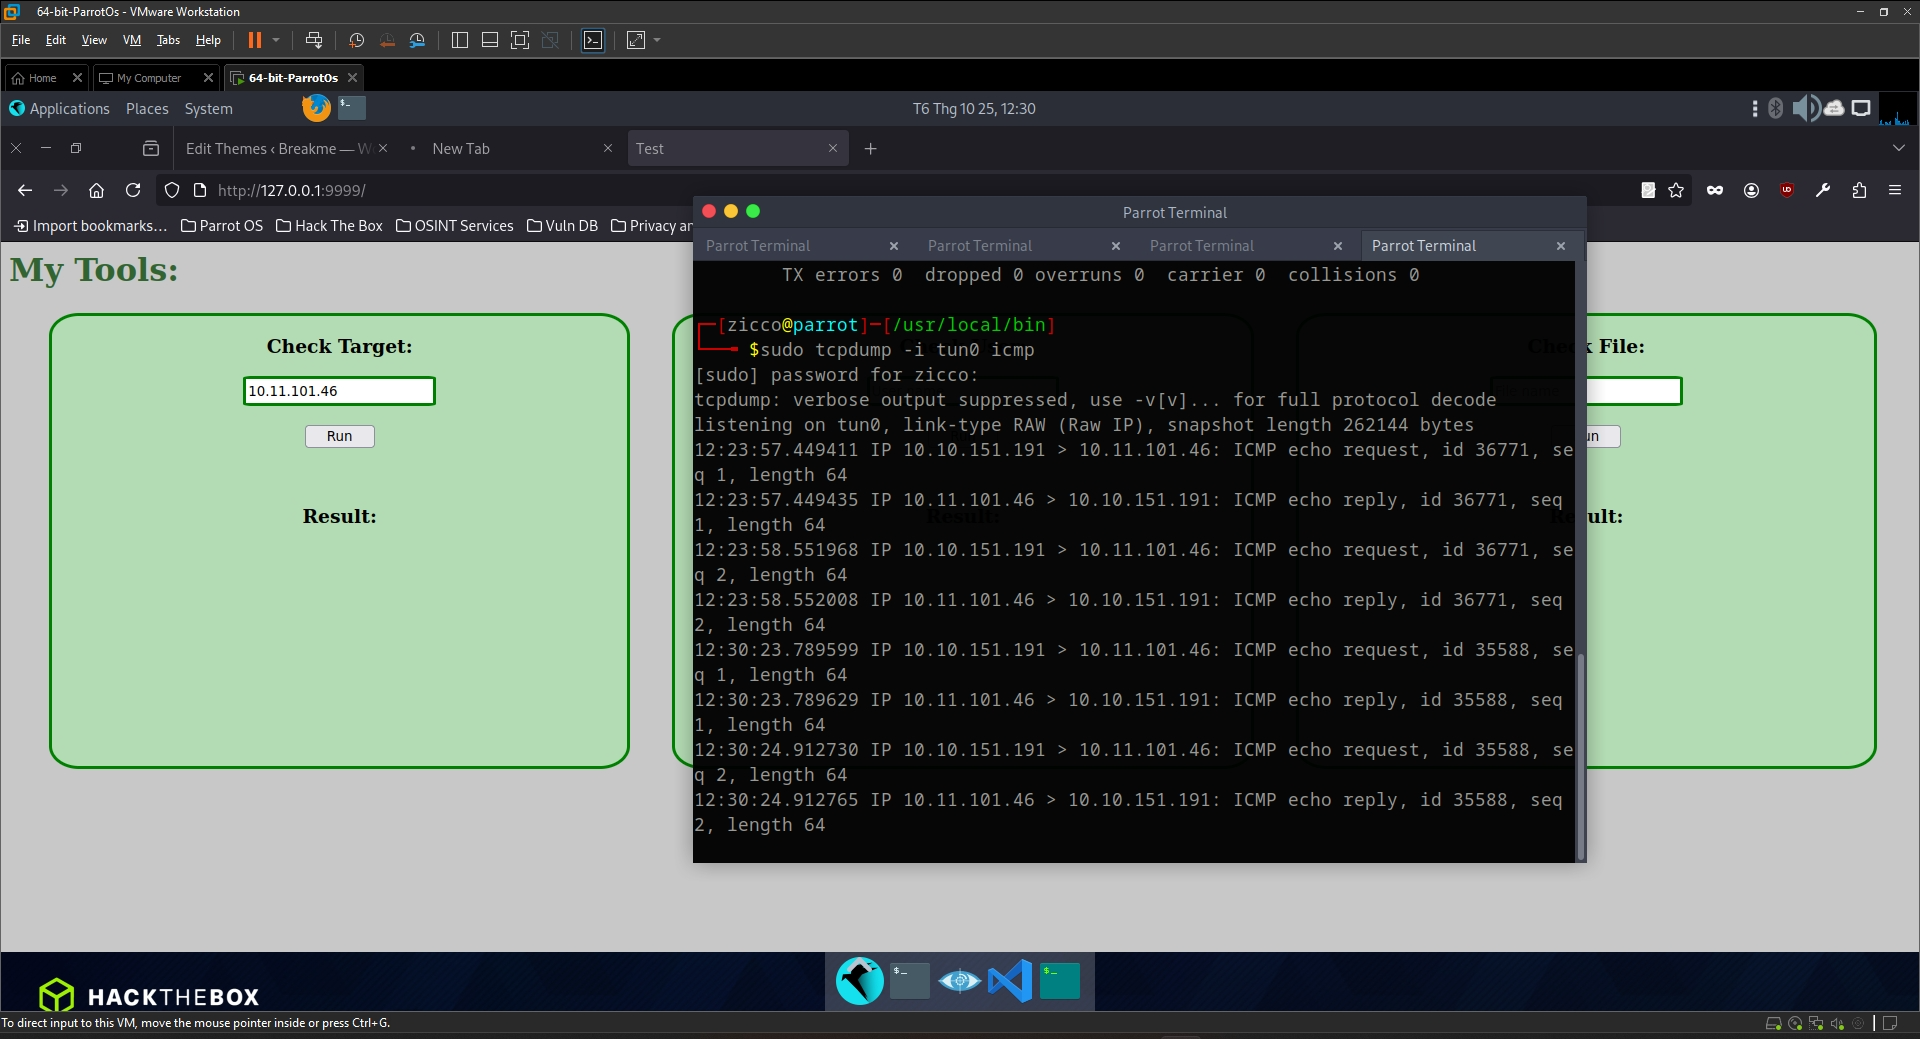 64-bit-ParrotOs - VMware Workstation
File Edit View VM Tabs Help
Home My Computer 64-bit-ParrotOs
Applications Places System T6 Thg 10 25, 12:30
Edit Themes ‹ Breakme — W New Tab Test
http://127.0.0.1:9999/
Import bookmarks... Parrot OS Hack The Box OSINT Services Vuln DB Privacy an
My Tools:
Check Target:
10.11.101.46
Run
Result:
Parrot Terminal
Parrot Terminal Parrot Terminal Parrot Terminal Parrot Terminal
TX errors 0 dropped 0 overruns 0 carrier 0 collisions 0
[zicco@parrot]─[/usr/local/bin]
$sudo tcpdump -i tun0 icmp
[sudo] password for zicco:
tcpdump: verbose output suppressed, use -v[v]... for full protocol decode
listening on tun0, link-type RAW (Raw IP), snapshot length 262144 bytes
12:23:57.449411 IP 10.10.151.191 > 10.11.101.46: ICMP echo request, id 36771, se
q 1, length 64
12:23:57.449435 IP 10.11.101.46 > 10.10.151.191: ICMP echo reply, id 36771, seq
1, length 64
12:23:58.551968 IP 10.10.151.191 > 10.11.101.46: ICMP echo request, id 36771, se
q 2, length 64
12:23:58.552008 IP 10.11.101.46 > 10.10.151.191: ICMP echo reply, id 36771, seq
2, length 64
12:30:23.789599 IP 10.10.151.191 > 10.11.101.46: ICMP echo request, id 35588, se
q 1, length 64
12:30:23.789629 IP 10.11.101.46 > 10.10.151.191: ICMP echo reply, id 35588, seq
1, length 64
12:30:24.912730 IP 10.10.151.191 > 10.11.101.46: ICMP echo request, id 35588, se
q 2, length 64
12:30:24.912765 IP 10.11.101.46 > 10.10.151.191: ICMP echo reply, id 35588, seq
2, length 64
Result:
Check File:
un
Result:
HACKTHEBOX
To direct input to this VM, move the mouse pointer inside or press Ctrl+G.